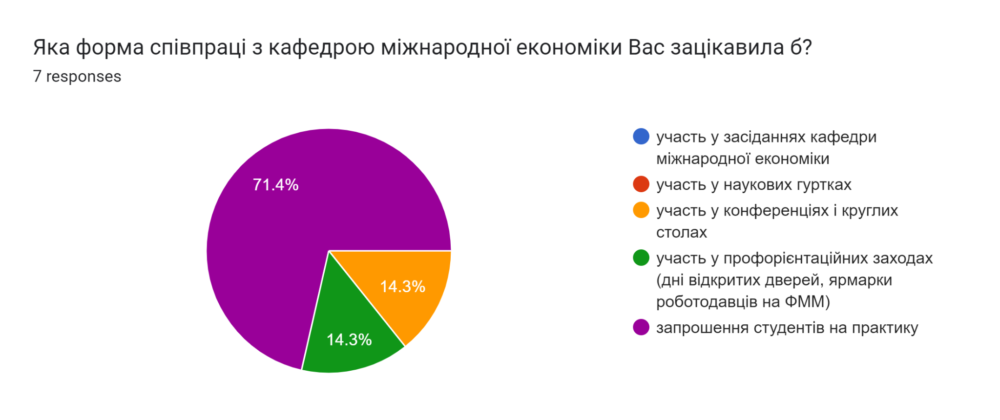 Яка форма співпраці з кафедрою міжнародної економіки Вас зацікавила б?
7 responses
71.4%
14.3%
14.3%
участь у засіданнях кафедри
міжнародної економіки
участь у наукових гуртках
участь у конференціях і круглих
столах
участь у профорієнтаційних заходах
(дні відкритих дверей, ярмарки
роботодавців на ФММ)
запрошення студентів на практику